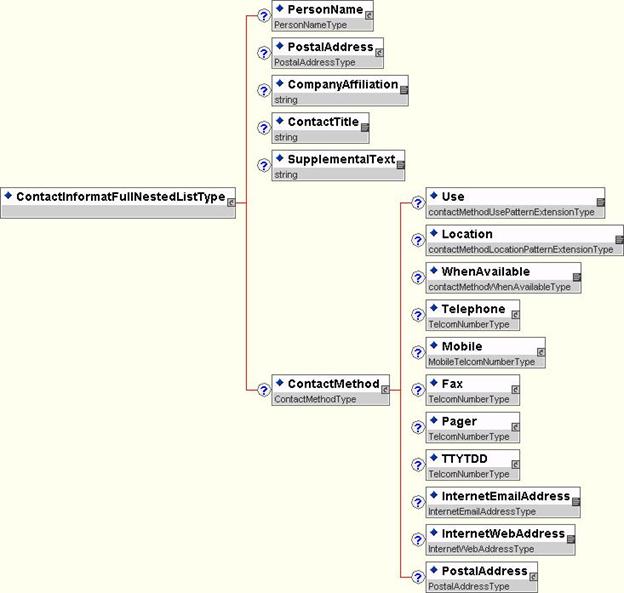 PersonName
PersonNameType
PostalAddress
PostalAddressType
CompanyAffiliation
string
ContactTitle
string
SupplementalText
string
ContactInformatFullNestedListType
ContactMethod
ContactMethodType
Use
contactMethodUsePatternExtensionType
Location
contactMethodLocationPatternExtensionType
WhenAvailable
contactMethodWhenAvailableType
Telephone
TelcomNumberType
Mobile
MobileTelcomNumberType
Fax
TelcomNumberType
Pager
TelcomNumberType
TTYTDD
TelcomNumberType
InternetEmailAddress
InternetEmailAddressType
InternetWebAddress
InternetWebAddressType
PostalAddress
PostalAddressType